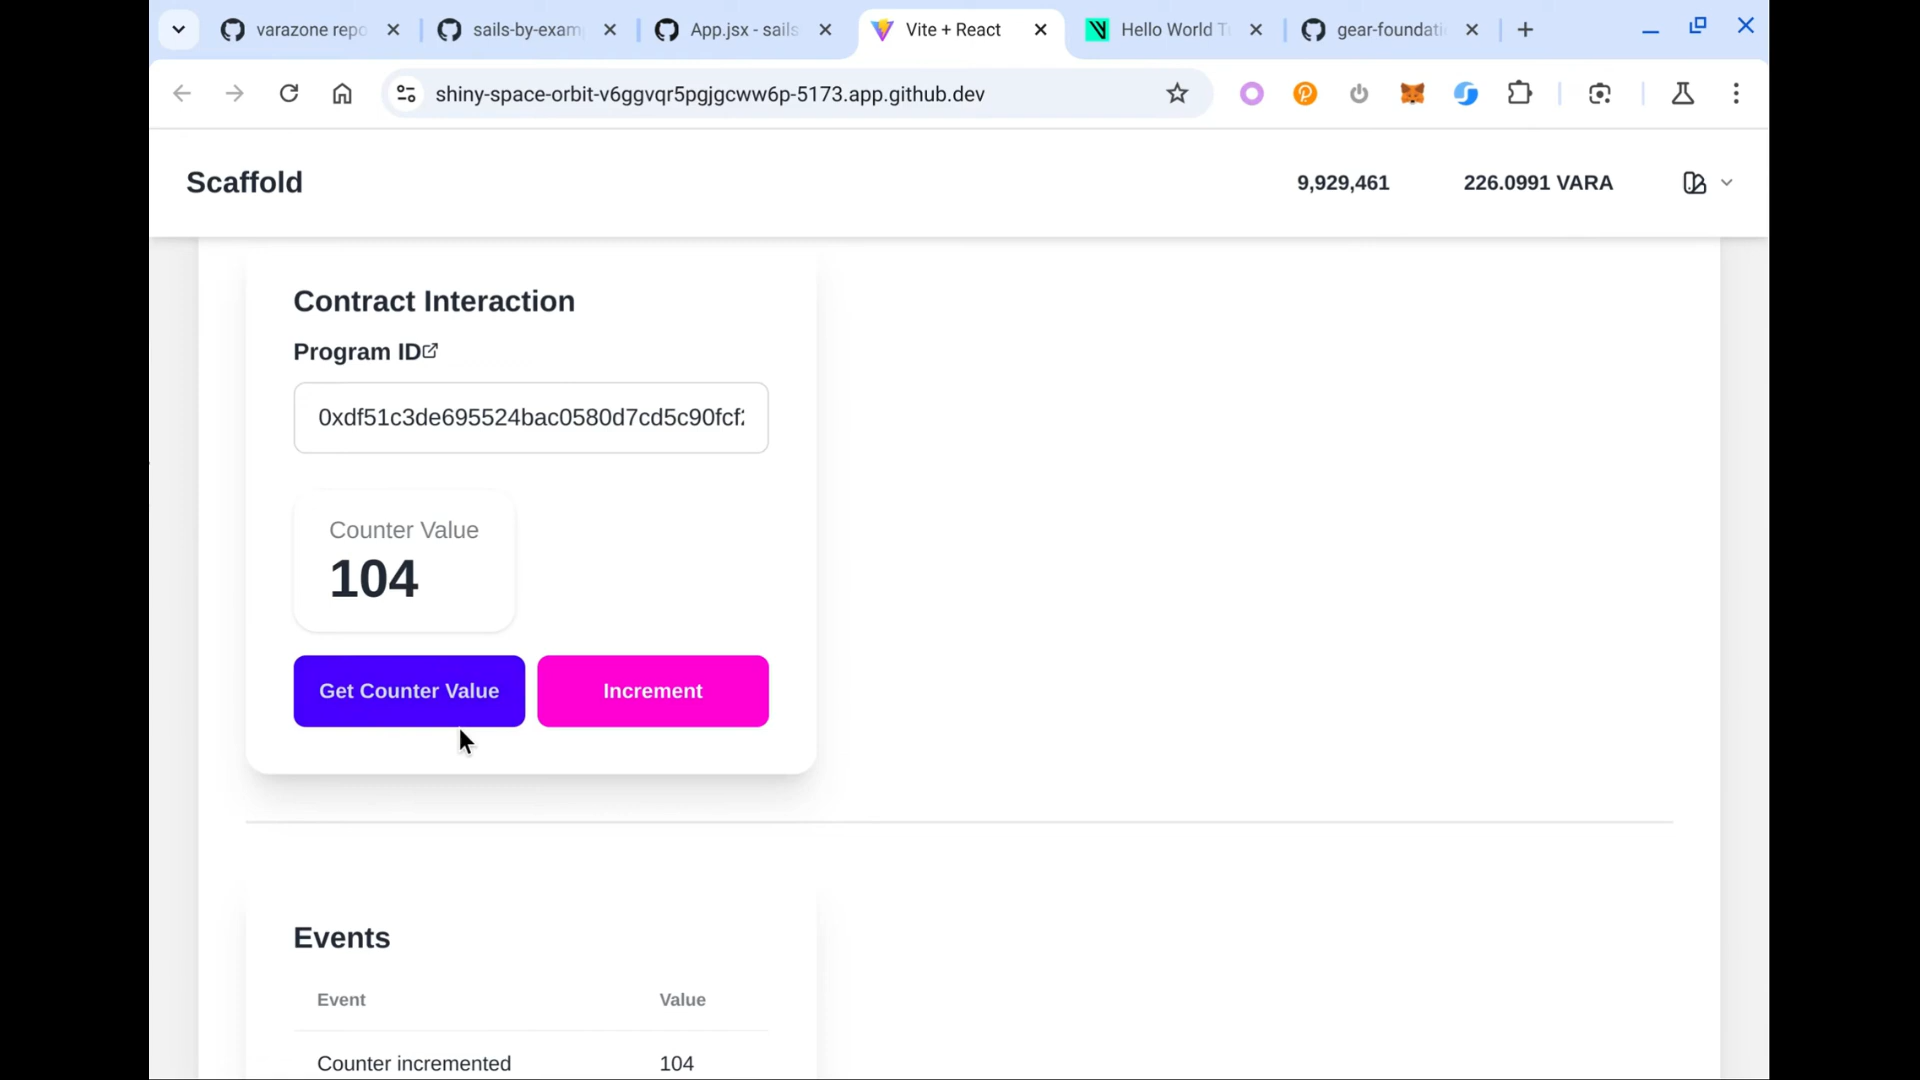 varazone repo
sails-by-exam
App.jsx - sails
Vite + React
Hello World T
gear-foundati
shiny-space-orbit-v6ggvqr5pgjgcww6p-5173.app.github.dev
Scaffold
9,929,461
226.0991 VARA
Contract Interaction
Program ID
0xdf51c3de695524bac0580d7cd5c90fcf
Counter Value
104
Get Counter Value
Increment
Events
Event
Value
Counter incremented
104